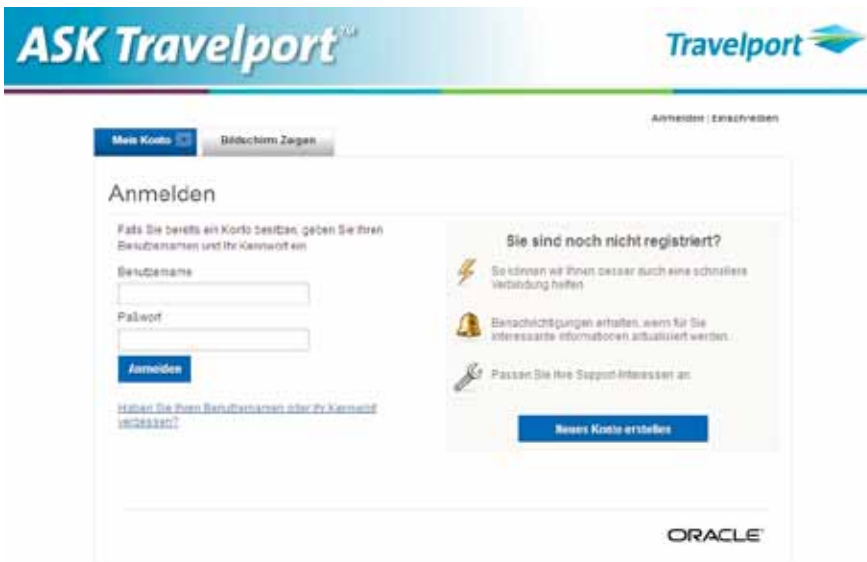 ASK Travelport™
Travelport
Anmelden | Einschreiben
Mein Konto
Bildschirm Zeigen
Anmelden
Falls Sie bereits ein Konto besitzen, geben Sie Ihren
Benutzernamen und Ihr Kennwort ein
Benutzername
Paßwort
Anmelden
Haben Sie Ihren Benutzernamen oder Ihr Kennwort
vergessen?
Sie sind noch nicht registriert?
So können wir Ihnen besser durch eine schnellere
Verbindung helfen
Benachrichtigungen erhalten, wenn für Sie
interessante Informationen aktualisiert werden.
Passen Sie Ihre Support-Interessen an.
Neues Konto erstellen
ORACLE